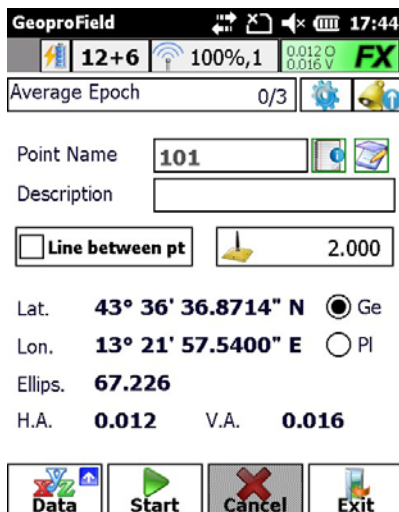 GeoproField 17:44
12+6 100%,1 0.012 O FX
0.016 V
Average Epoch 0/3
Point Name 101
Description
Line between pt 2.000
Lat. 43° 36' 36.8714" N Ge
Lon. 13° 21' 57.5400" E Pl
Ellips. 67.226
H.A. 0.012 V.A. 0.016
Data Start Cancel Exit